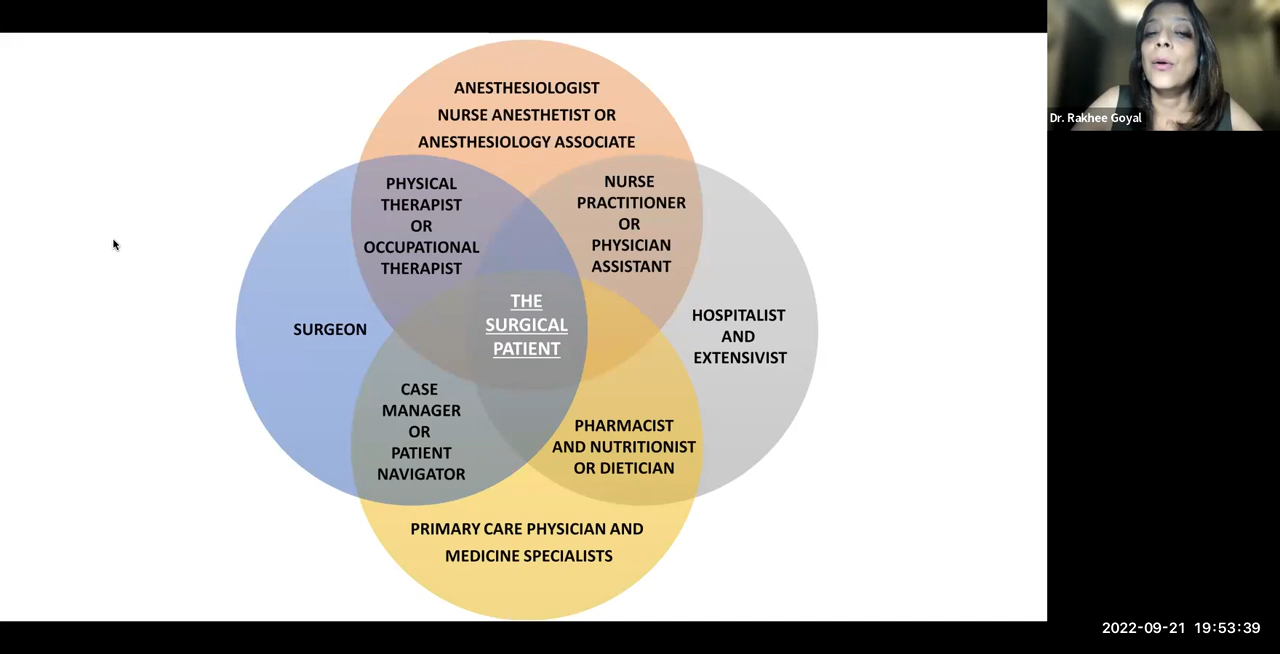 ANESTHESIOLOGIST
NURSE ANESTHETIST OR
ANESTHESIOLOGY ASSOCIATE
PHYSICAL
THERAPIST
OR
OCCUPATIONAL
THERAPIST
NURSE
PRACTITIONER
OR
PHYSICIAN
ASSISTANT
SURGEON
THE
SURGICAL
PATIENT
HOSPITALIST
AND
EXTENSIVIST
CASE
MANAGER
OR
PATIENT
NAVIGATOR
PHARMACIST
AND NUTRITIONIST
OR DIETICIAN
PRIMARY CARE PHYSICIAN AND
MEDICINE SPECIALISTS
Dr. Rakhee Goyal
2022-09-21 19:53:39